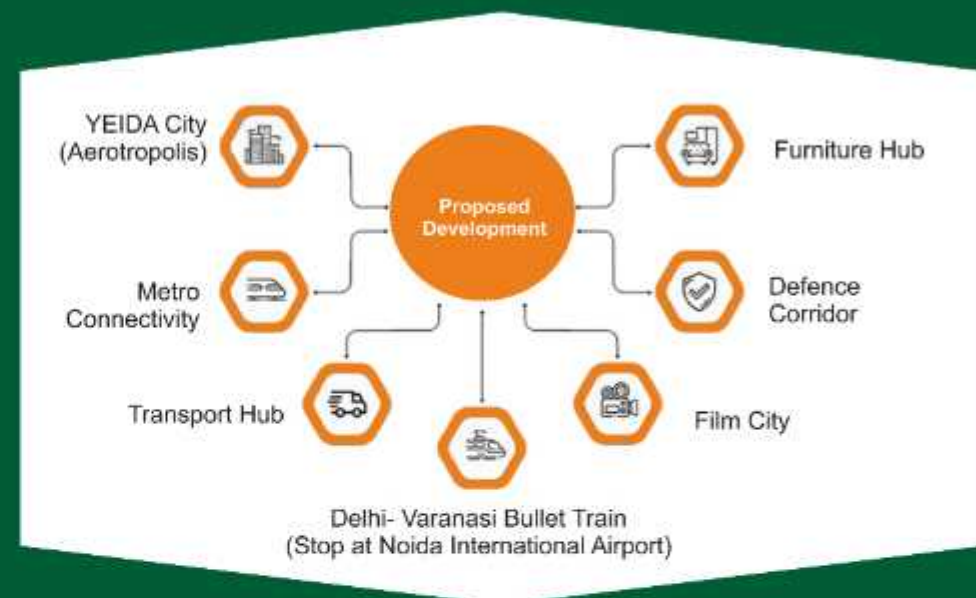 YEIDA City
(Aerotropolis)
Furniture Hub
Proposed
Development
Metro
Connectivity
Defence
Corridor
Transport Hub
Film City
Delhi- Varanasi Bullet Train
(Stop at Noida International Airport)